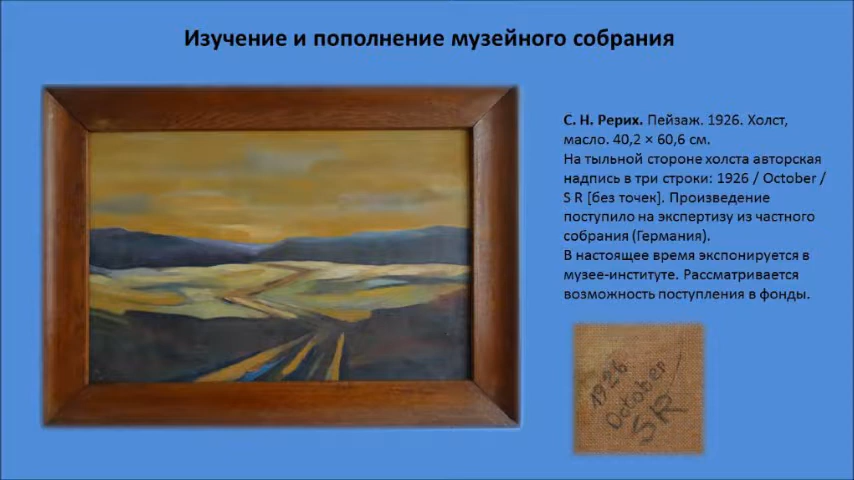 Изучение и пополнение музейного собрания
С. Н. Рерих. Пейзаж. 1926. Холст,
масло. 40,2 × 60,6 см.
На тыльной стороне холста авторская
надпись в три строки: 1926 / October /
S R [без точек]. Произведение
поступило на экспертизу из частного
собрания (Германия).
В настоящее время экспонируется в
музее-институте. Рассматривается
возможность поступления в фонды.
1926
October
SR